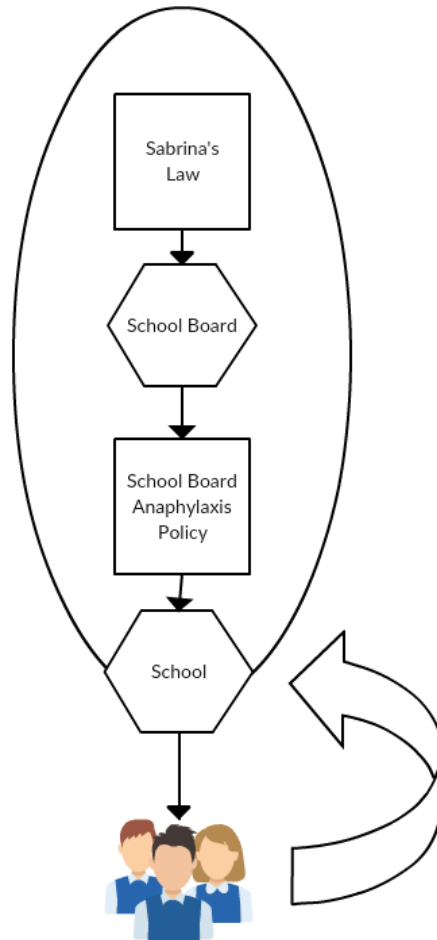 Sabrina's
Law
School Board
School Board
Anaphylaxis
Policy
School